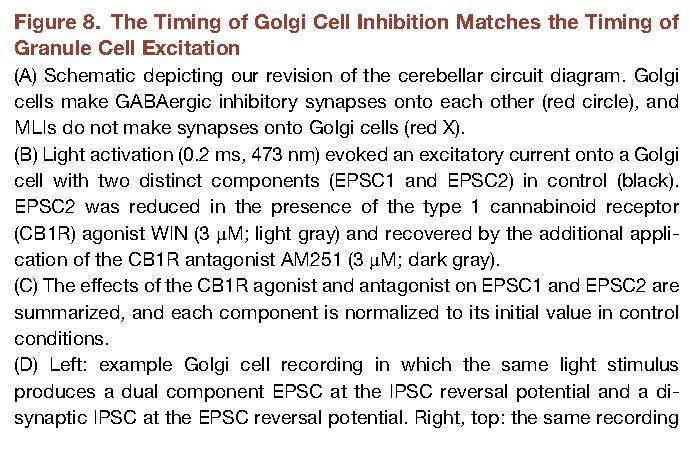 Figure 8. The Timing of Golgi Cell Inhibition Matches the Timing of
Granule Cell Excitation
(A) Schematic depicting our revision of the cerebellar circuit diagram. Golgi
cells make GABAergic inhibitory synapses onto each other (red circle), and
MLIs do not make synapses onto Golgi cells (red X).
(B) Light activation (0.2 ms, 473 nm) evoked an excitatory current onto a Golgi
cell with two distinct components (EPSC1 and EPSC2) in control (black).
EPSC2 was reduced in the presence of the type 1 cannabinoid receptor
(CB1R) agonist WIN (3 μM; light gray) and recovered by the additional appli-
cation of the CB1R antagonist AM251 (3 μM; dark gray).
(C) The effects of the CB1R agonist and antagonist on EPSC1 and EPSC2 are
summarized, and each component is normalized to its initial value in control
conditions.
(D) Left: example Golgi cell recording in which the same light stimulus
produces a dual component EPSC at the IPSC reversal potential and a di-
synaptic IPSC at the EPSC reversal potential. Right, top: the same recording